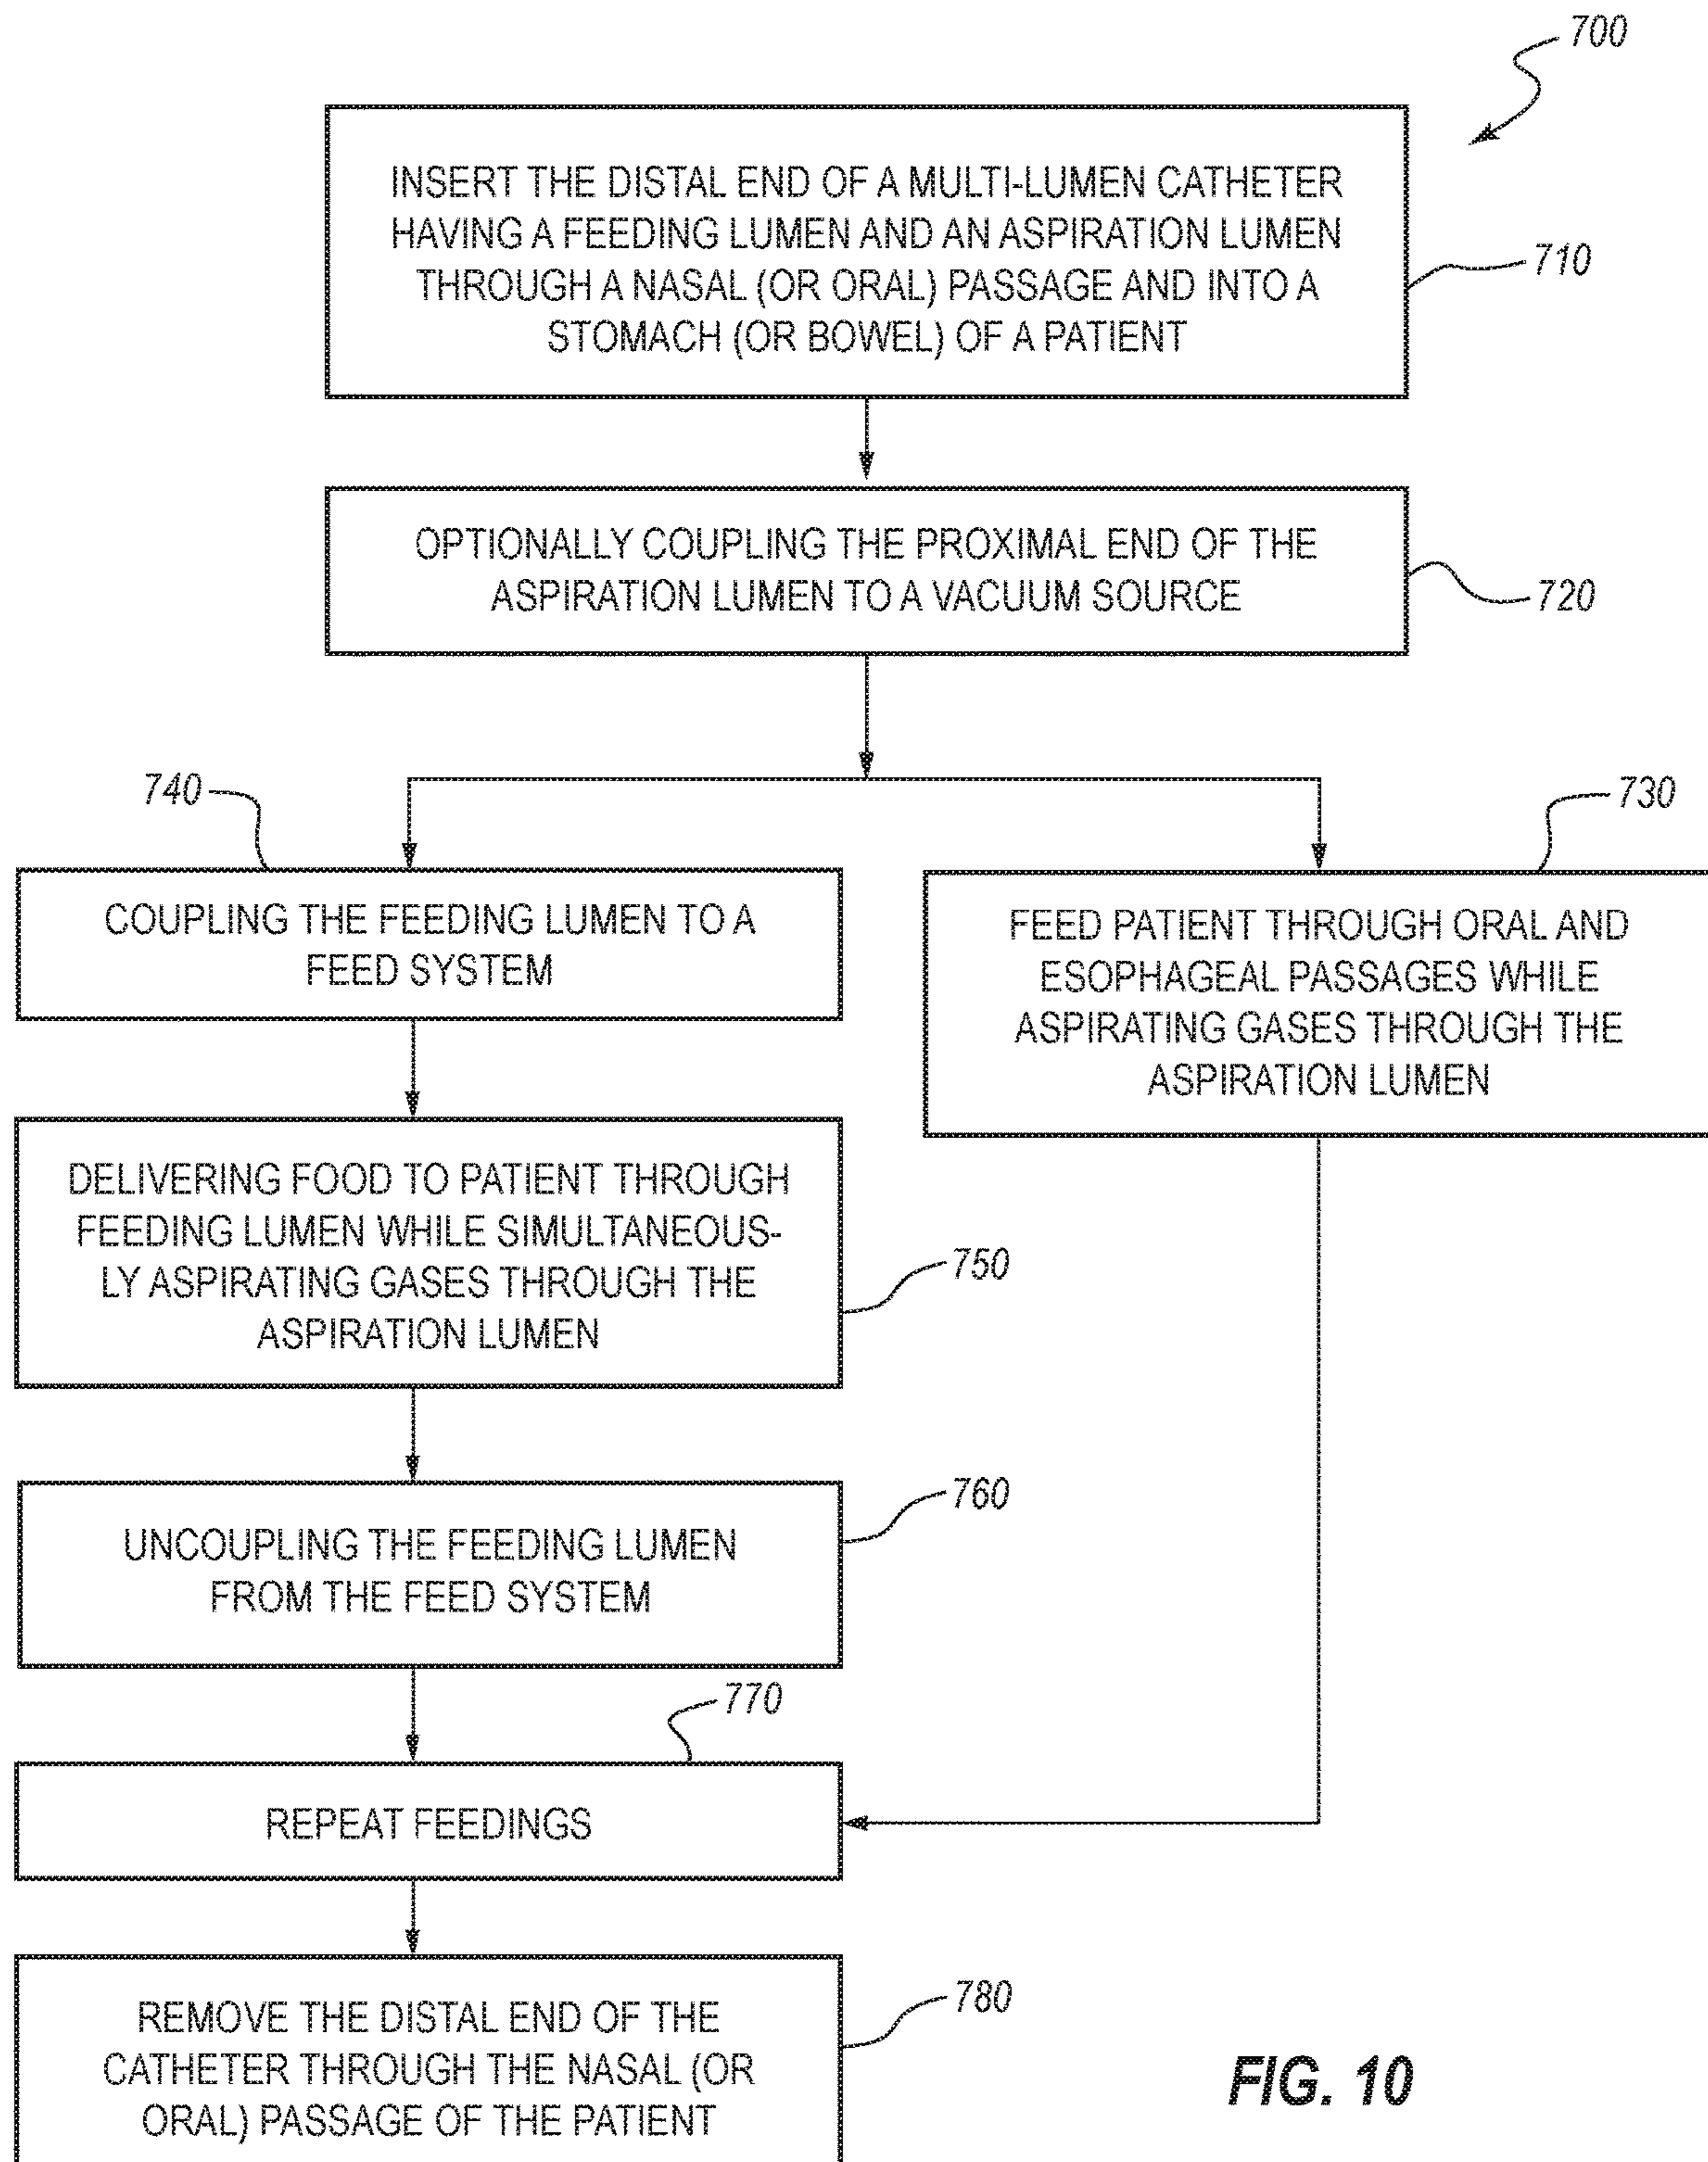 700
INSERT THE DISTAL END OF A MULTI-LUMEN CATHETER
HAVING A FEEDING LUMEN AND AN ASPIRATION LUMEN
THROUGH A NASAL (OR ORAL) PASSAGE AND INTO A
STOMACH (OR BOWEL) OF A PATIENT
710
OPTIONALLY COUPLING THE PROXIMAL END OF THE
ASPIRATION LUMEN TO A VACUUM SOURCE
720
740
COUPLING THE FEEDING LUMEN TO A
FEED SYSTEM
730
FEED PATIENT THROUGH ORAL AND
ESOPHAGEAL PASSAGES WHILE
ASPIRATING GASES THROUGH THE
ASPIRATION LUMEN
DELIVERING FOOD TO PATIENT THROUGH
FEEDING LUMEN WHILE SIMULTANEOUS-
LY ASPIRATING GASES THROUGH THE
ASPIRATION LUMEN
750
UNCOUPLING THE FEEDING LUMEN
FROM THE FEED SYSTEM
760
770
REPEAT FEEDINGS
REMOVE THE DISTAL END OF THE
CATHETER THROUGH THE NASAL (OR
ORAL) PASSAGE OF THE PATIENT
780
FIG. 10